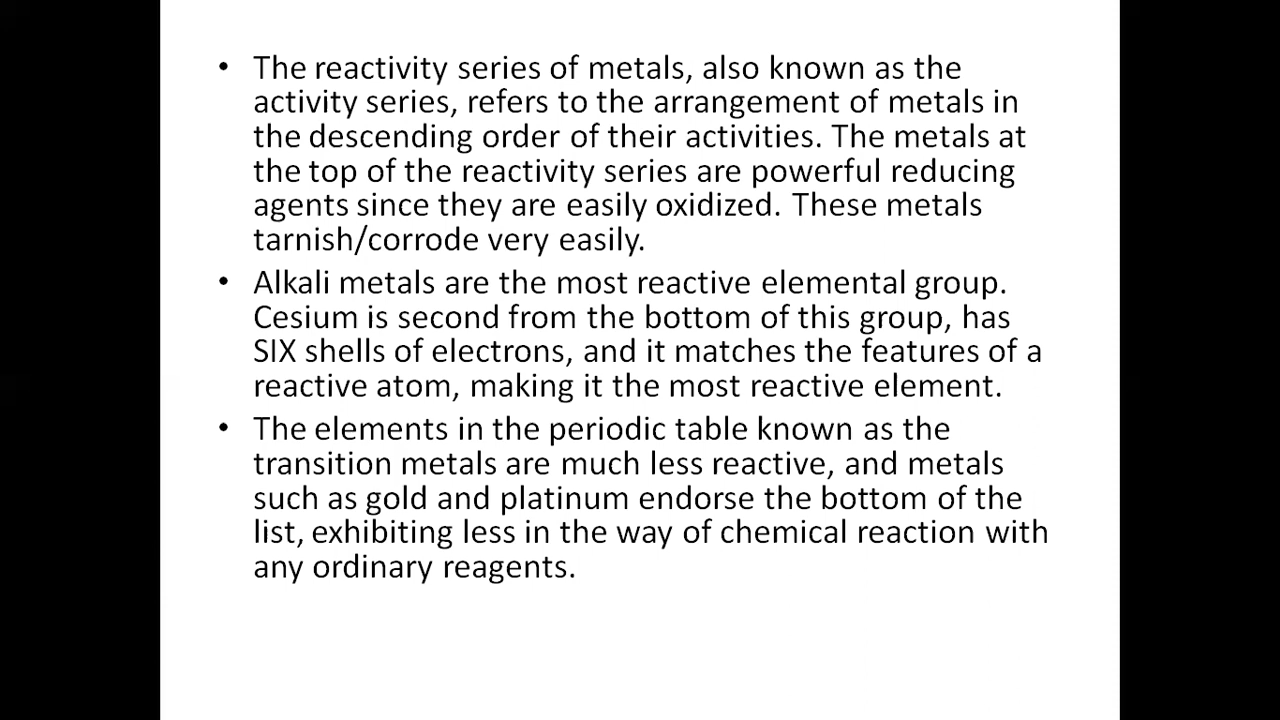 • The reactivity series of metals, also known as the
activity series, refers to the arrangement of metals in
the descending order of their activities. The metals at
the top of the reactivity series are powerful reducing
agents since they are easily oxidized. These metals
tarnish/corrode very easily.
• Alkali metals are the most reactive elemental group.
Cesium is second from the bottom of this group, has
SIX shells of electrons, and it matches the features of a
reactive atom, making it the most reactive element.
• The elements in the periodic table known as the
transition metals are much less reactive, and metals
such as gold and platinum endorse the bottom of the
list, exhibiting less in the way of chemical reaction with
any ordinary reagents.